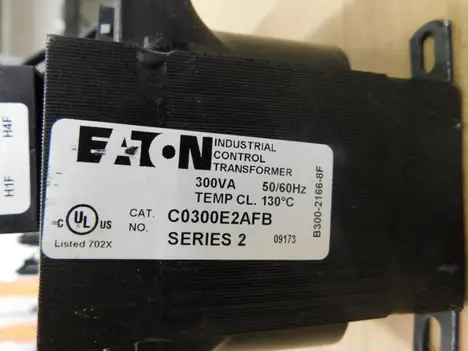 EATON
INDUSTRIAL
CONTROL
TRANSFORMER
300VA 50/60Hz
TEMP CL. 130°C
C UL US
Listed 702X
CAT. NO. C0300E2AFB
SERIES 2 09173
B300-2166-8F
H4F
H1F